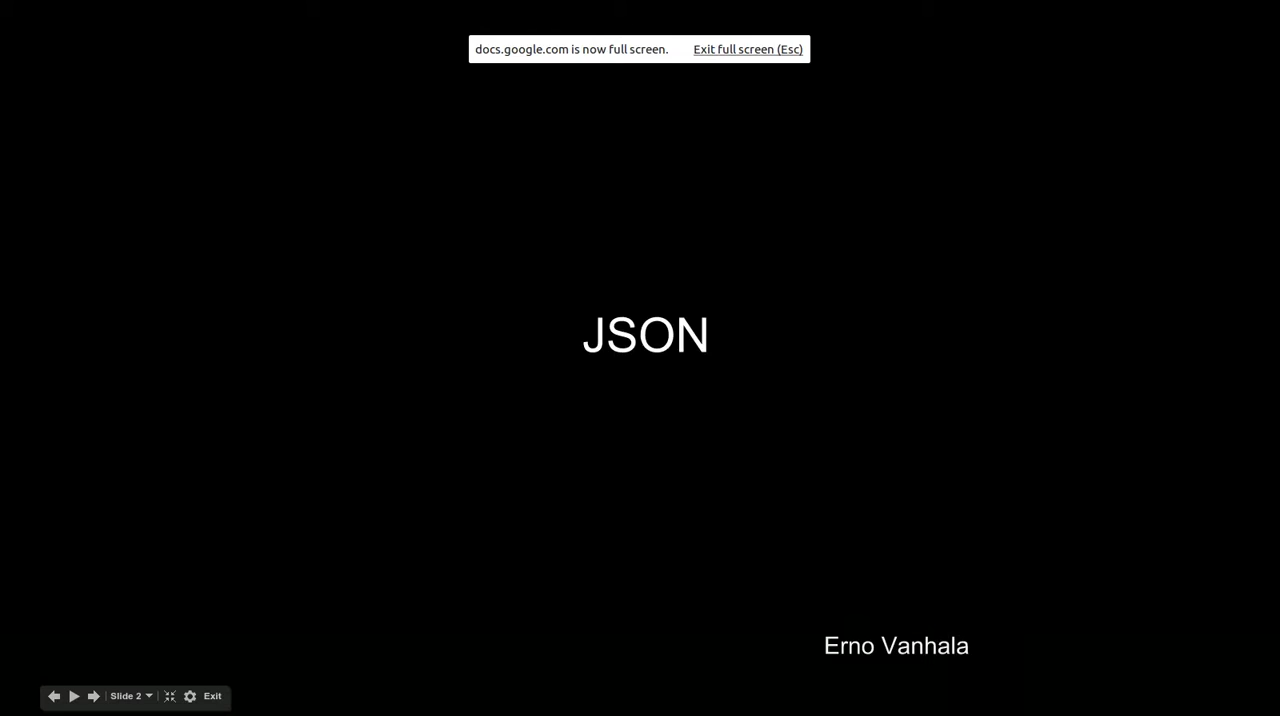 docs.google.com is now full screen. Exit full screen (Esc)
JSON
Erno Vanhala
Slide 2 Exit